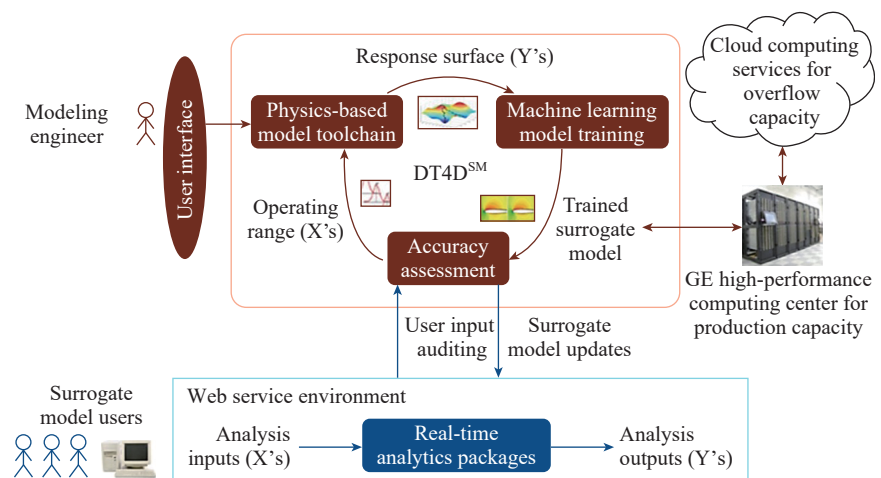 Response surface (Y's)
Cloud computing
services for
overflow
capacity
Modeling
engineer
User interface
Physics-based
model toolchain
Machine learning
model training
DT4D^SM
Operating
range (X's)
Trained
surrogate
model
Accuracy
assessment
GE high-performance
computing center for
production capacity
User input
auditing
Surrogate
model updates
Surrogate
model users
Web service environment
Analysis
inputs (X's)
Real-time
analytics packages
Analysis
outputs (Y's)